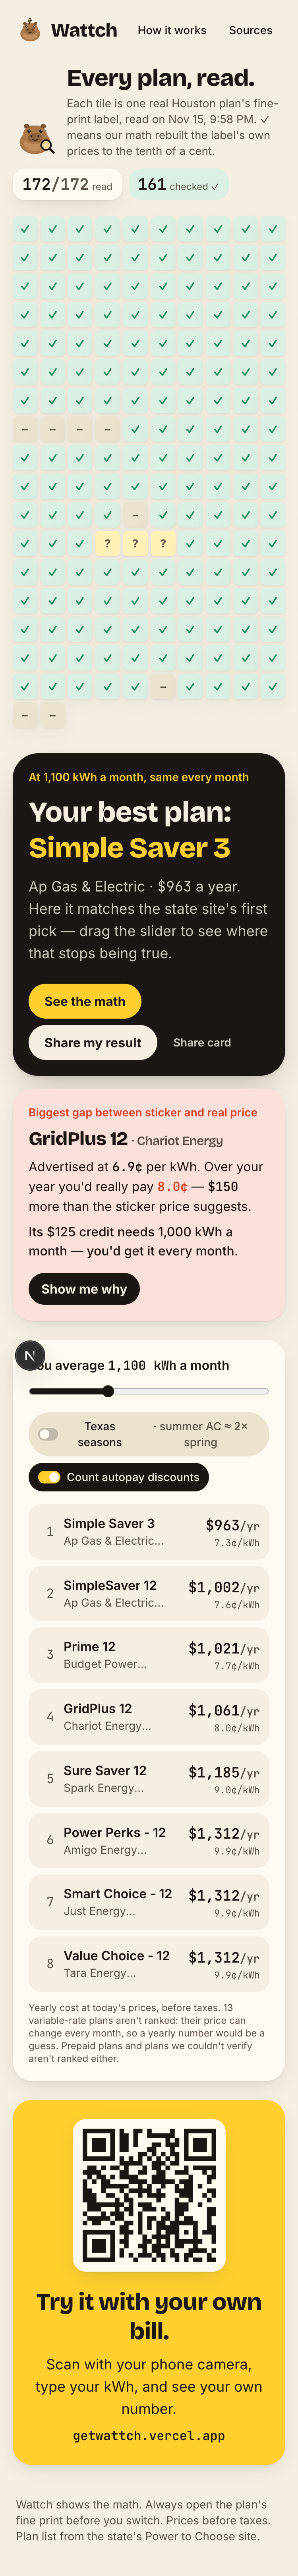 Wattch How it works Sources
Every plan, read.
Each tile is one real Houston plan's fine-
print label, read on Nov 15, 9:58 PM. ✓
means our math rebuilt the label's own
prices to the tenth of a cent.
172/172 read 161 checked ✓
✓ ✓ ✓ ✓ ✓ ✓ ✓ ✓ ✓ ✓
✓ ✓ ✓ ✓ ✓ ✓ ✓ ✓ ✓ ✓
✓ ✓ ✓ ✓ ✓ ✓ ✓ ✓ ✓ ✓
✓ ✓ ✓ ✓ ✓ ✓ ✓ ✓ ✓ ✓
✓ ✓ ✓ ✓ ✓ ✓ ✓ ✓ ✓ ✓
✓ ✓ ✓ ✓ ✓ ✓ ✓ ✓ ✓ ✓
✓ ✓ ✓ ✓ ✓ ✓ ✓ ✓ ✓ ✓
– – – – ✓ ✓ ✓ ✓ ✓ ✓
✓ ✓ ✓ ✓ ✓ ✓ ✓ ✓ ✓ ✓
✓ ✓ ✓ ✓ ✓ ✓ ✓ ✓ ✓ ✓
✓ ✓ ✓ ✓ – ✓ ✓ ✓ ✓ ✓
✓ ✓ ✓ ? ? ? ✓ ✓ ✓ ✓
✓ ✓ ✓ ✓ ✓ ✓ ✓ ✓ ✓ ✓
✓ ✓ ✓ ✓ ✓ ✓ ✓ ✓ ✓ ✓
✓ ✓ ✓ ✓ ✓ ✓ ✓ ✓ ✓ ✓
✓ ✓ ✓ ✓ ✓ ✓ ✓ ✓ ✓ ✓
✓ ✓ ✓ ✓ ✓ – ✓ ✓ ✓ ✓
– –
At 1,100 kWh a month, same every month
Your best plan:
Simple Saver 3
Ap Gas & Electric · $963 a year.
Here it matches the state site's first
pick — drag the slider to see where
that stops being true.
See the math
Share my result Share card
Biggest gap between sticker and real price
GridPlus 12 · Chariot Energy
Advertised at 6.9¢ per kWh. Over your
year you'd really pay 8.0¢ — $150
more than the sticker price suggests.
Its $125 credit needs 1,000 kWh a
month — you'd get it every month.
Show me why
N
ou average 1,100 kWh a month
Texas seasons · summer AC ≈ 2× spring
Count autopay discounts
1 Simple Saver 3 $963/yr
Ap Gas & Electric… 7.3¢/kWh
2 SimpleSaver 12 $1,002/yr
Ap Gas & Electric… 7.6¢/kWh
3 Prime 12 $1,021/yr
Budget Power… 7.7¢/kWh
4 GridPlus 12 $1,061/yr
Chariot Energy… 8.0¢/kWh
5 Sure Saver 12 $1,185/yr
Spark Energy… 9.0¢/kWh
6 Power Perks - 12 $1,312/yr
Amigo Energy… 9.9¢/kWh
7 Smart Choice - 12 $1,312/yr
Just Energy… 9.9¢/kWh
8 Value Choice - 12 $1,312/yr
Tara Energy… 9.9¢/kWh
Yearly cost at today's prices, before taxes. 13
variable-rate plans aren't ranked: their price can
change every month, so a yearly number would be a
guess. Prepaid plans and plans we couldn't verify
aren't ranked either.
Try it with your own
bill.
Scan with your phone camera,
type your kWh, and see your own
number.
getwattch.vercel.app
Wattch shows the math. Always open the plan's
fine print before you switch. Prices before taxes.
Plan list from the state's Power to Choose site.